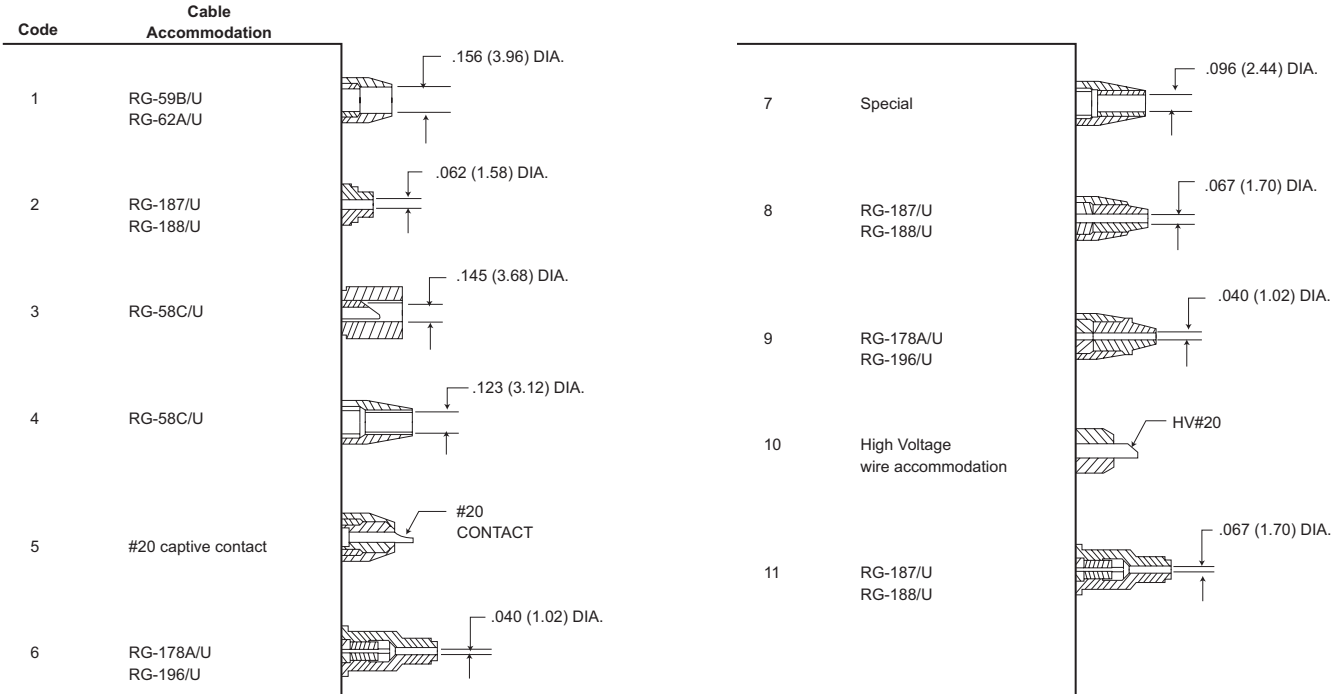 Code
Cable
Accommodation
1
RG-59B/U
RG-62A/U
.156 (3.96) DIA.
2
RG-187/U
RG-188/U
.062 (1.58) DIA.
3
RG-58C/U
.145 (3.68) DIA.
4
RG-58C/U
.123 (3.12) DIA.
5
#20 captive contact
#20
CONTACT
6
RG-178A/U
RG-196/U
.040 (1.02) DIA.
7
Special
.096 (2.44) DIA.
8
RG-187/U
RG-188/U
.067 (1.70) DIA.
9
RG-178A/U
RG-196/U
.040 (1.02) DIA.
10
High Voltage
wire accommodation
HV#20
11
RG-187/U
RG-188/U
.067 (1.70) DIA.